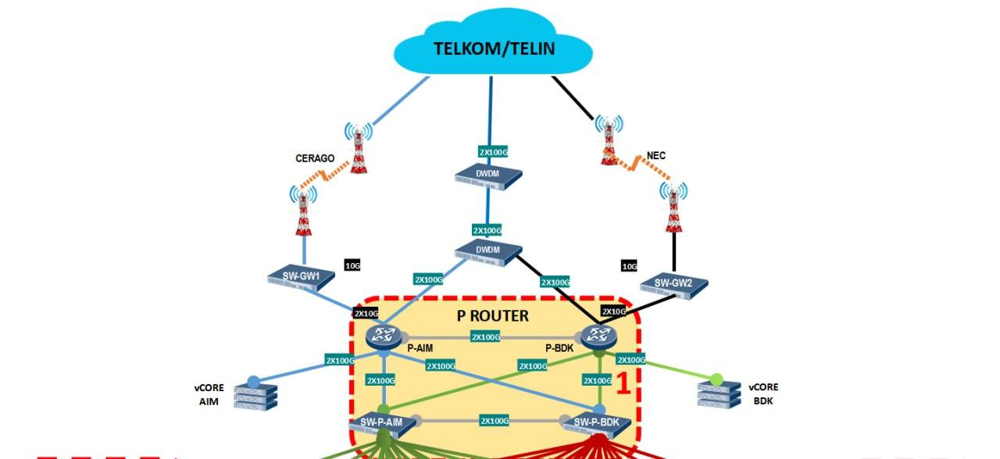 TELKOM/TELIN
2X100G
CERAGO
NEC
DWDM
2X100G
DWDM
10G
10G
SW-GW1
2X100G
2X100G
SW-GW2
2X10G
P ROUTER
2X10G
2X100G
P-AIM
P-BDK
2X100G
2X100G
2X100G
2X100G
2X100G
2X100G
1
vCORE
AIM
vCORE
BDK
SW-P-AIM
2X100G
SW-P-BDK